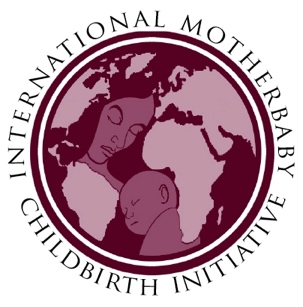 INTERNATIONAL MOTHERBABY
CHILDBIRTH INITIATIVE